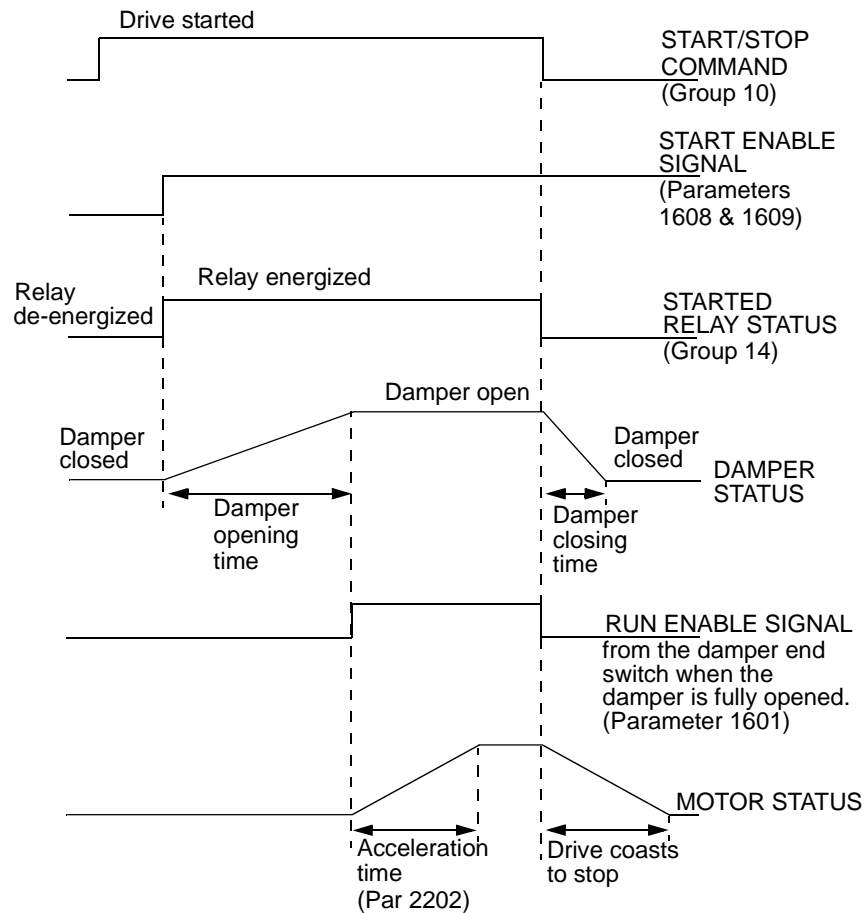 Drive started
START/STOP
COMMAND
(Group 10)
START ENABLE
SIGNAL
(Parameters
1608 & 1609)
Relay
de-energized
Relay energized
STARTED
RELAY STATUS
(Group 14)
Damper
closed
Damper open
Damper
closed
DAMPER
STATUS
Damper
opening
time
Damper
closing
time
RUN ENABLE SIGNAL
from the damper end
switch when the
damper is fully opened.
(Parameter 1601)
MOTOR STATUS
Acceleration
time
(Par 2202)
Drive coasts
to stop